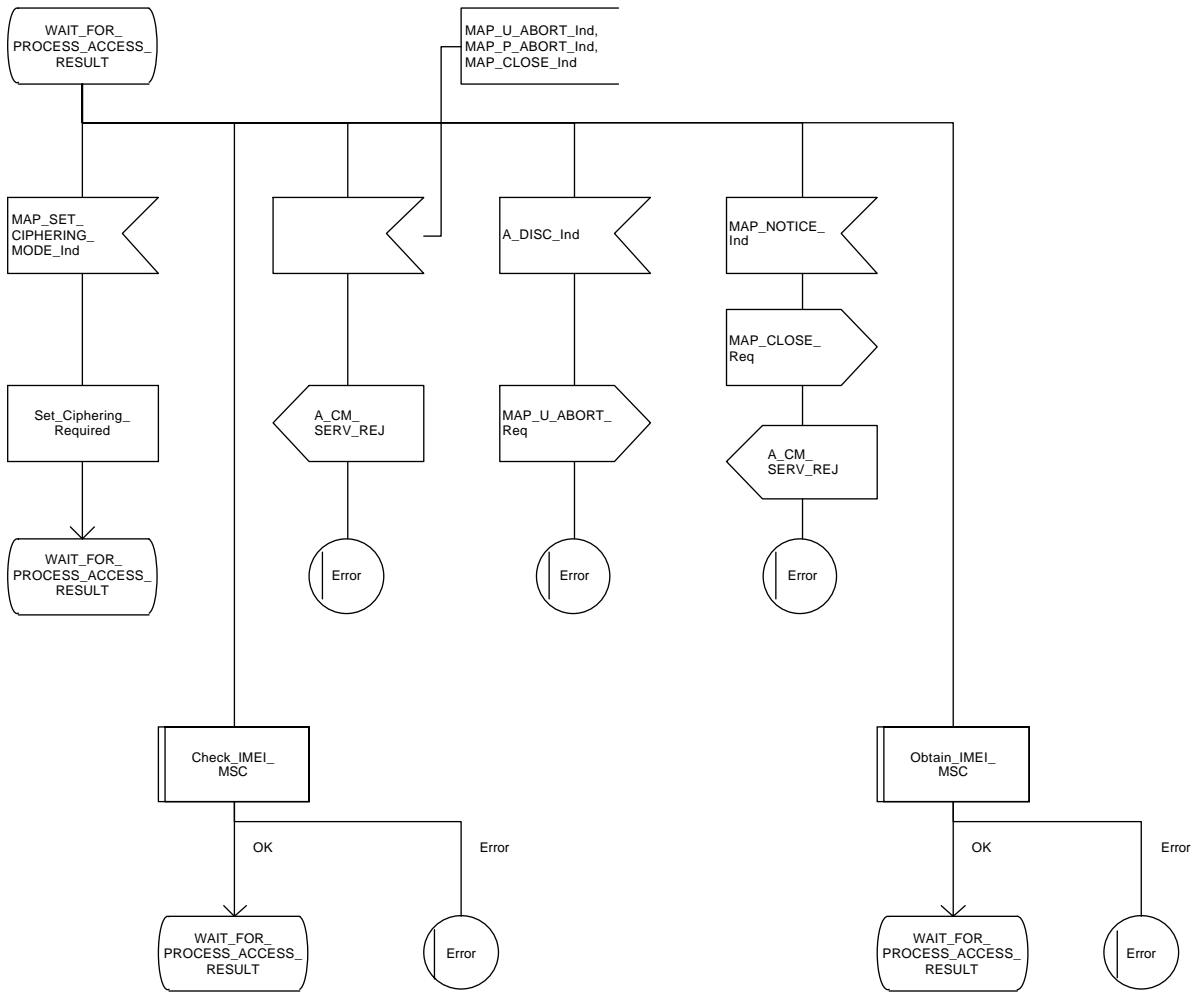 WAIT_FOR_
PROCESS_ACCESS_
RESULT
MAP_U_ABORT_Ind,
MAP_P_ABORT_Ind,
MAP_CLOSE_Ind
MAP_SET_
CIPHERING_
MODE_Ind
A_DISC_Ind
MAP_NOTICE_
Ind
MAP_CLOSE_
Req
Set_Ciphering_
Required
A_CM_
SERV_REJ
MAP_U_ABORT_
Req
A_CM_
SERV_REJ
WAIT_FOR_
PROCESS_ACCESS_
RESULT
Error
Error
Error
Check_IMEI_
MSC
Obtain_IMEI_
MSC
OK
Error
OK
Error
WAIT_FOR_
PROCESS_ACCESS_
RESULT
Error
WAIT_FOR_
PROCESS_ACCESS_
RESULT
Error